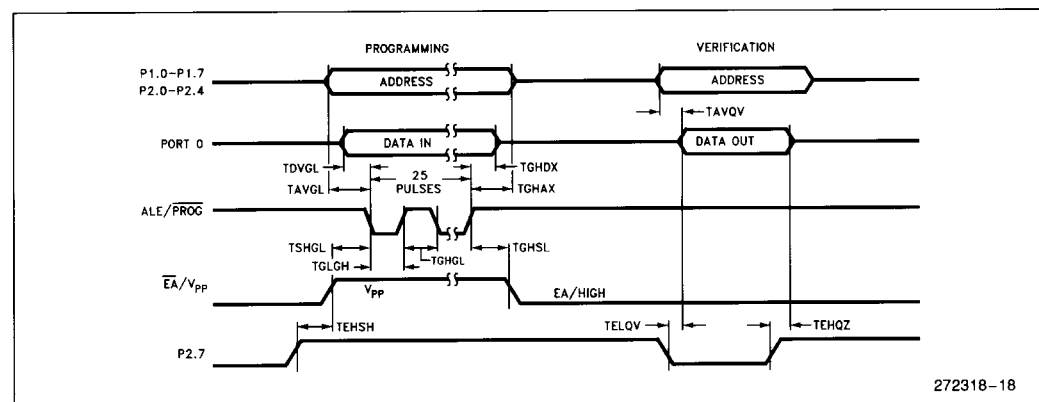 PROGRAMMING VERIFICATION
P1.0–P1.7
P2.0–P2.4
ADDRESS ADDRESS
TAVQV
PORT 0
DATA IN DATA OUT
TDVGL 25 TGHDX
TAVGL PULSES TGHAX
ALE/PROG
TSHGL TGHGL TGHSL
TGLGH
EA/VPP
VPP EA/HIGH
TEHSH TELQV TEHQZ
P2.7
272318–18